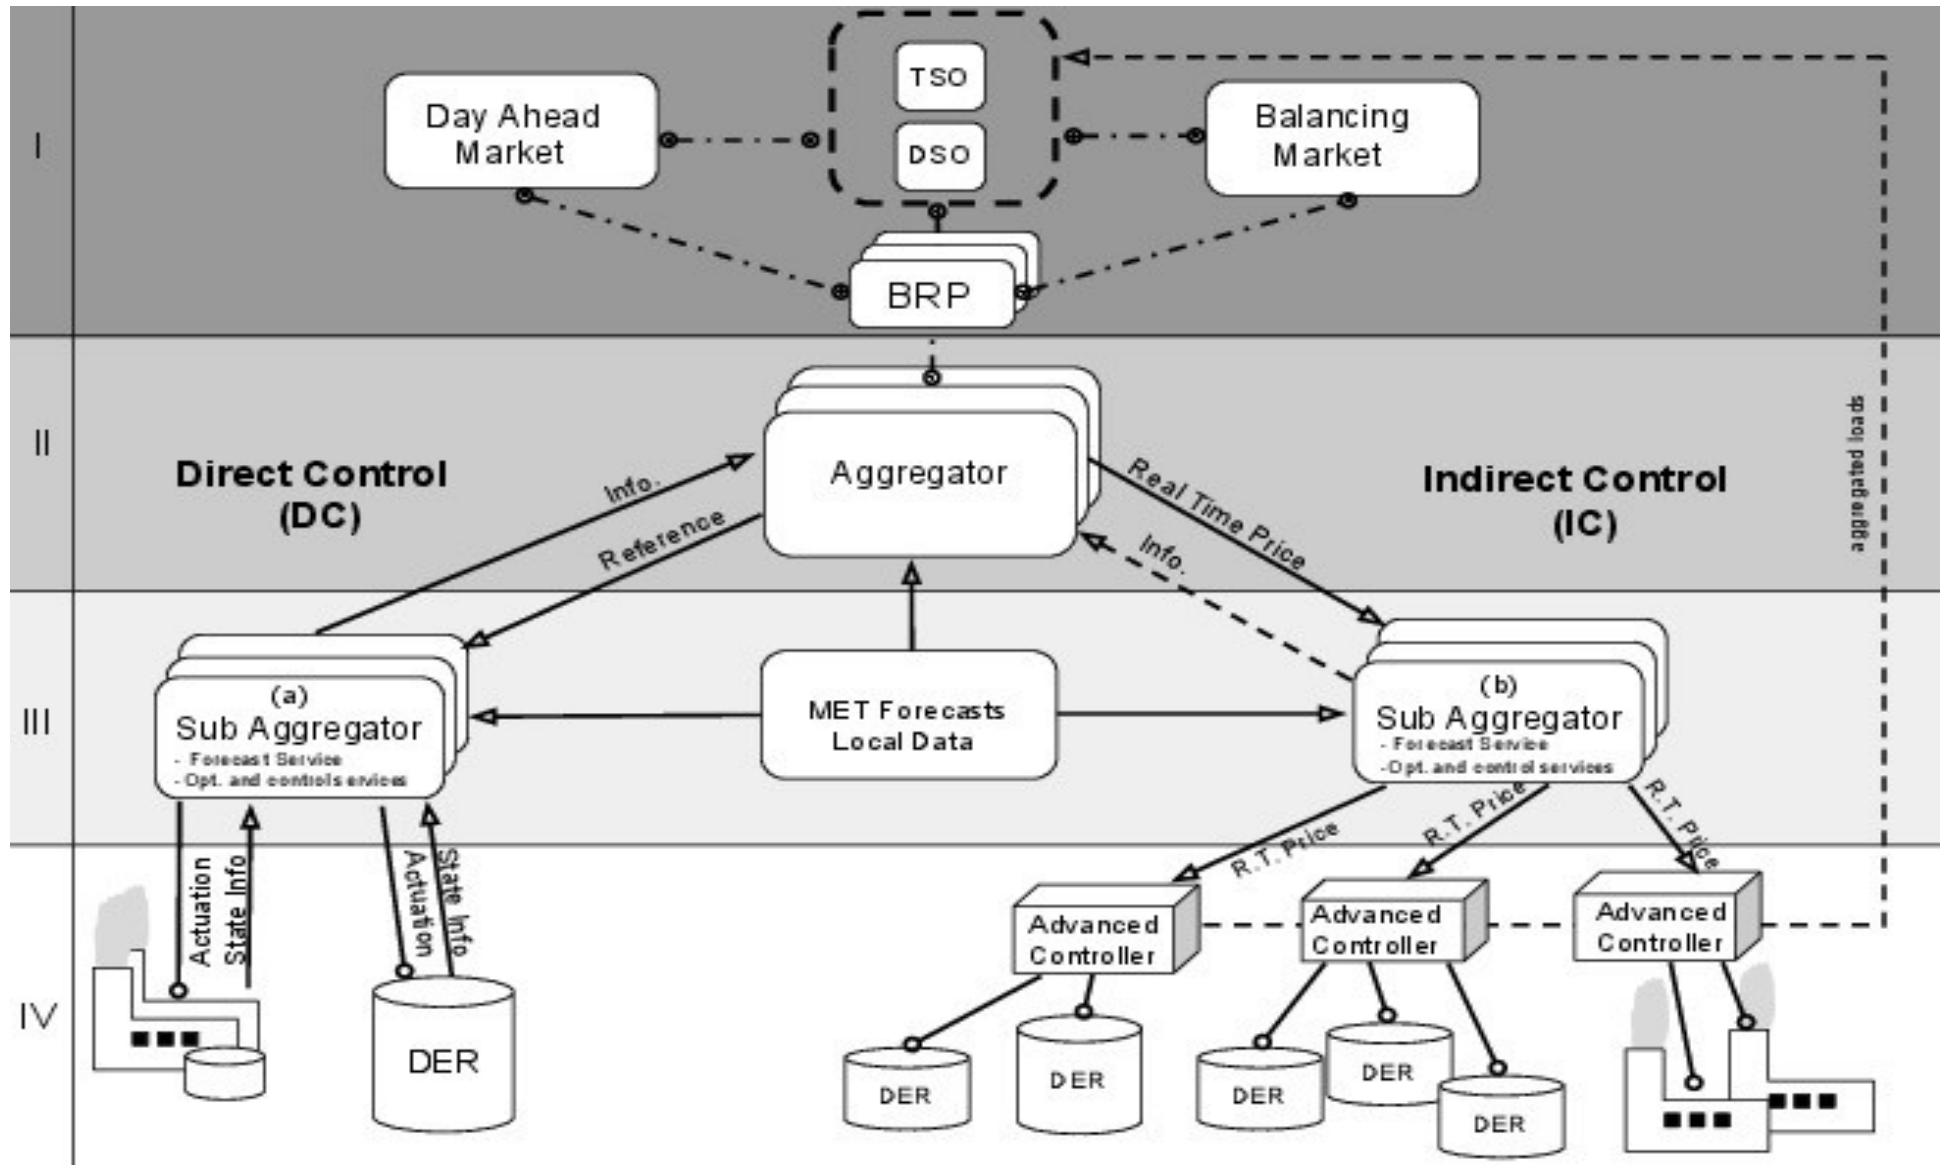 TSO
Day Ahead
Market
Balancing
Market
I
DSO
BRP
II
Aggregator
Direct Control
(DC)
Indirect Control
(IC)
Info.
Reference
Real Time Price
Info.
aggregated loads
III
(a)
Sub Aggregator
- Forecast Service
- Opt. and controls ervices
MET Forecasts
Local Data
(b)
Sub Aggregator
- Forecast Service
-Opt. and control services
R.T. Price
R.T. Price
R.T. Price
Actuation
State Info
Actuation
State Info
IV
Advanced
Controller
Advanced
Controller
Advanced
Controller
DER
DER
DER
DER
DER
DER